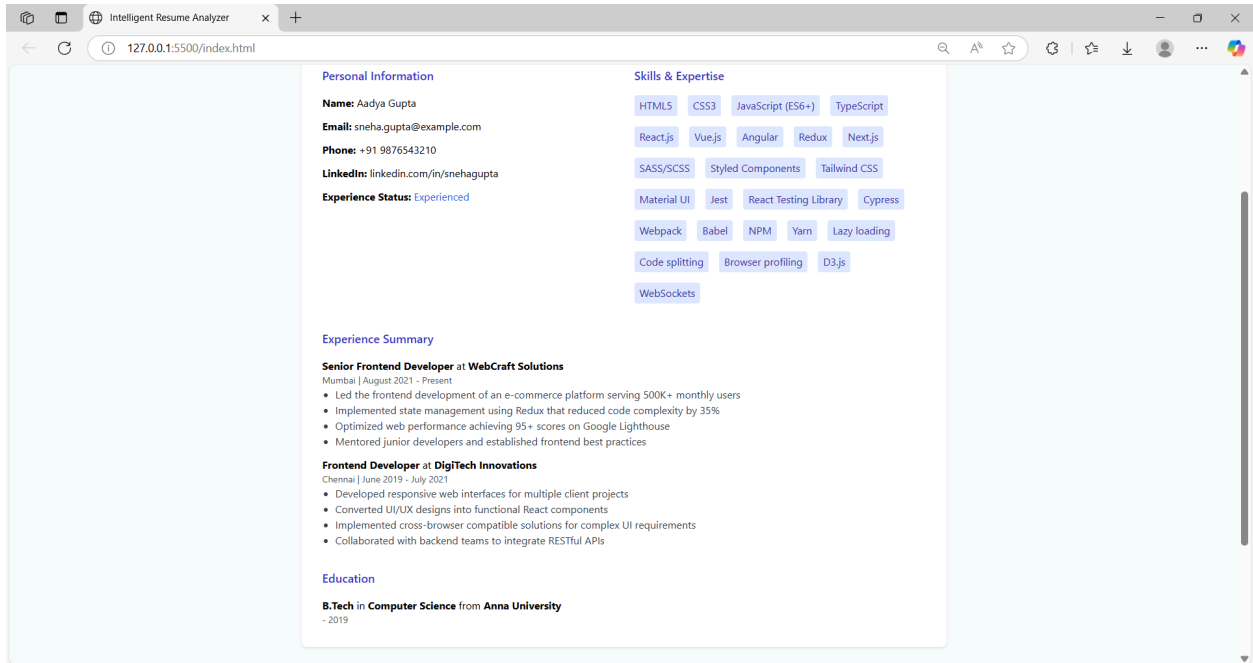 Intelligent Resume Analyzer
127.0.0.1:5500/index.html
Personal Information
Name: Aadya Gupta
Email: sneha.gupta@example.com
Phone: +91 9876543210
LinkedIn: linkedin.com/in/snehagupta
Experience Status: Experienced
Skills & Expertise
HTML5 CSS3 JavaScript (ES6+) TypeScript
React.js Vue.js Angular Redux Next.js
SASS/SCSS Styled Components Tailwind CSS
Material UI Jest React Testing Library Cypress
Webpack Babel NPM Yarn Lazy loading
Code splitting Browser profiling D3.js
WebSockets
Experience Summary
Senior Frontend Developer at WebCraft Solutions
Mumbai | August 2021 - Present
• Led the frontend development of an e-commerce platform serving 500K+ monthly users
• Implemented state management using Redux that reduced code complexity by 35%
• Optimized web performance achieving 95+ scores on Google Lighthouse
• Mentored junior developers and established frontend best practices
Frontend Developer at DigiTech Innovations
Chennai | June 2019 - July 2021
• Developed responsive web interfaces for multiple client projects
• Converted UI/UX designs into functional React components
• Implemented cross-browser compatible solutions for complex UI requirements
• Collaborated with backend teams to integrate RESTful APIs
Education
B.Tech in Computer Science from Anna University
- 2019